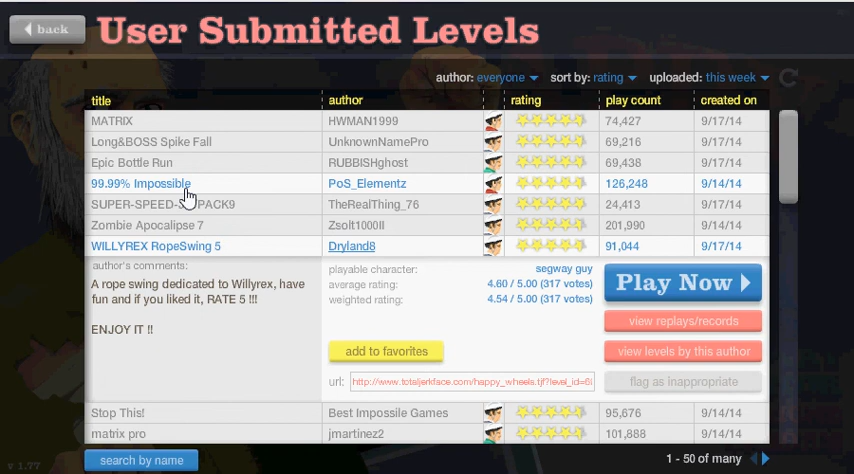 back
User Submitted Levels
author: everyone sort by: rating uploaded: this week
title author rating play count created on
MATRIX HWMAN1999 74,427 9/17/14
Long&BOSS Spike Fall UnknownNamePro 69,216 9/17/14
Epic Bottle Run RUBBISHghost 69,438 9/17/14
99.99% Impossible PoS_Elementz 126,248 9/14/14
SUPER-SPEED- PACK9 TheRealThing_76 24,413 9/17/14
Zombie Apocalipse 7 Zsolt1000II 201,990 9/14/14
WILLYREX RopeSwing 5 Dryland8 91,044 9/17/14
author's comments:
A rope swing dedicated to Willyrex, have
fun and if you liked it, RATE 5 !!!
ENJOY IT !!
playable character: segway guy
average rating: 4.60 / 5.00 (317 votes)
weighted rating: 4.54 / 5.00 (317 votes)
Play Now
view replays/records
add to favorites
view levels by this author
url: http://www.totaljerkface.com/happy_wheels.tjf?level_id=6
flag as inappropriate
Stop This! Best Impossile Games 95,676 9/14/14
matrix pro jmartinez2 101,888 9/14/14
search by name
1 - 50 of many
v 1.77